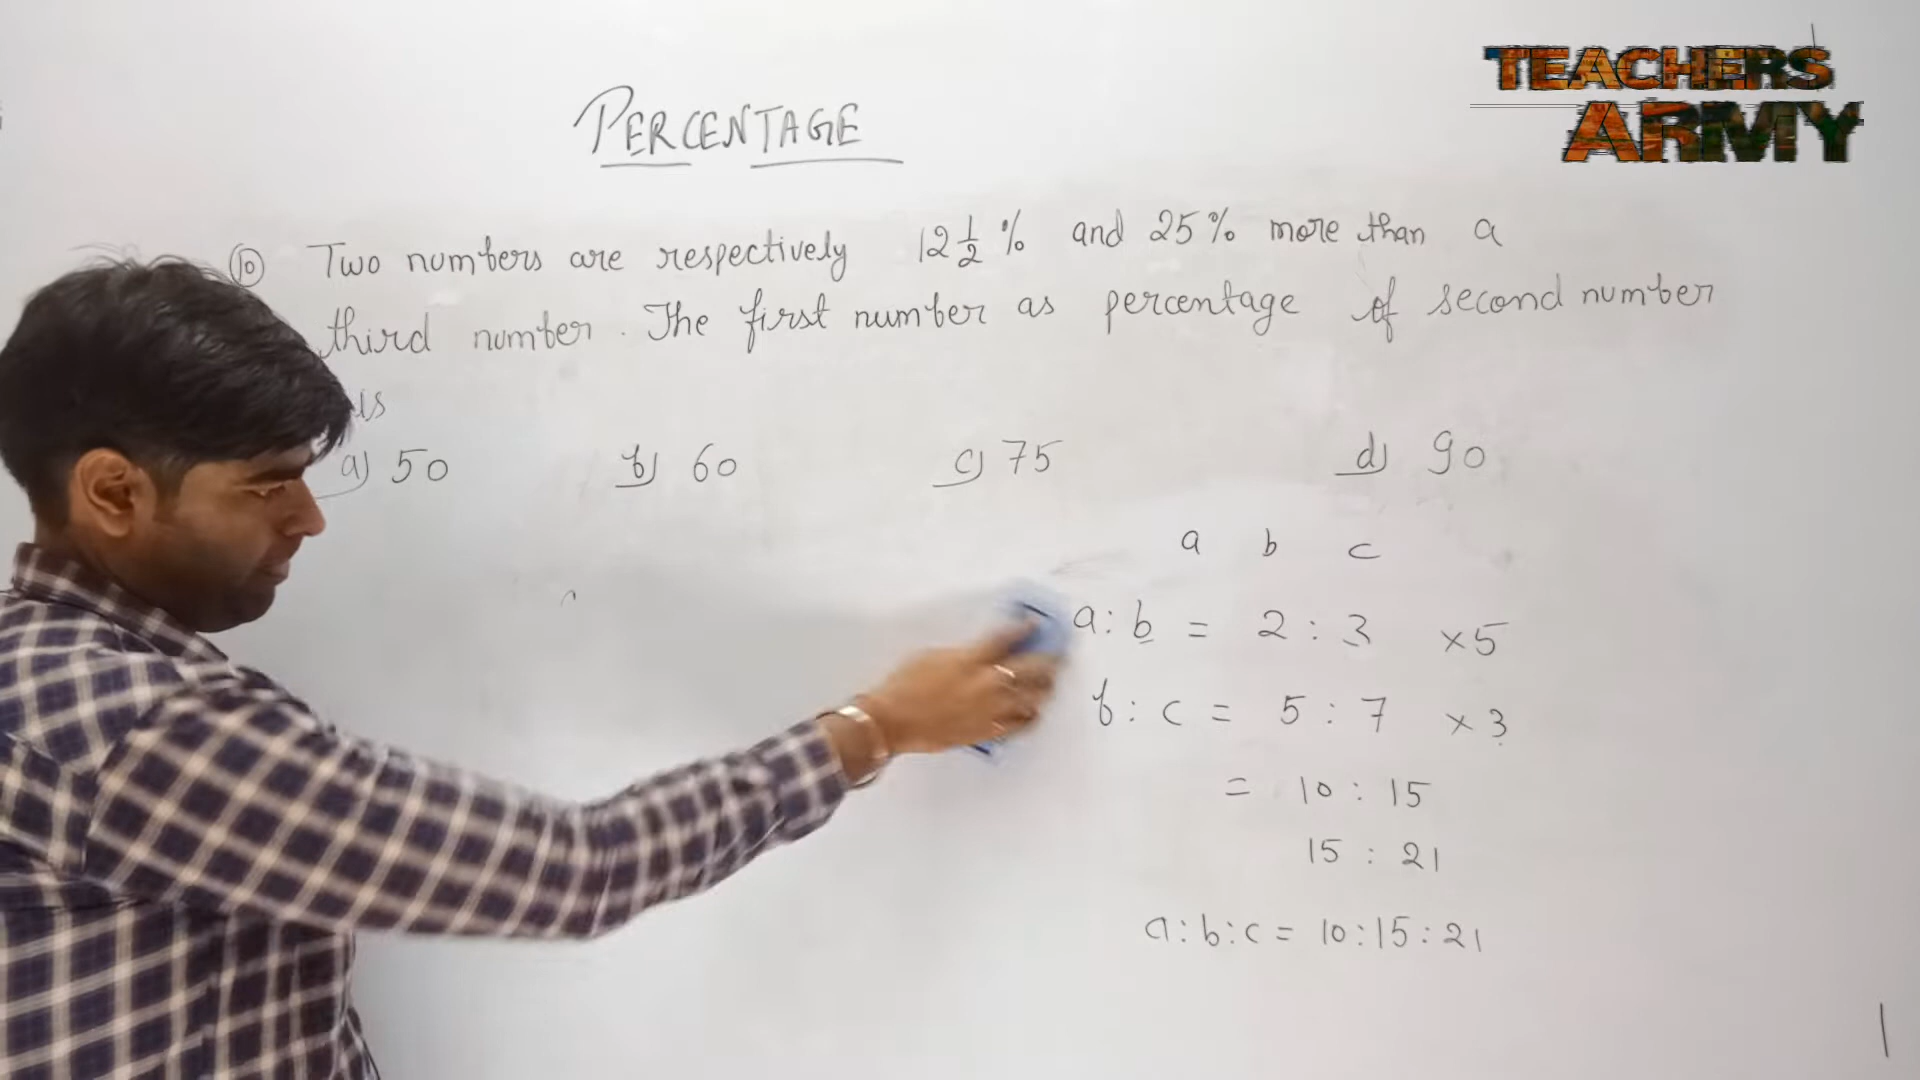 TEACHERS
ARMY
PERCENTAGE
10 Two numbers are respectively 12 1/2 % and 25% more than a
third number. The first number as percentage of second number
is
a) 50 b) 60 c) 75 d) 90
a b c
a : b = 2 : 3 ×5
b : c = 5 : 7 ×3
= 10 : 15
15 : 21
a : b : c = 10 : 15 : 21